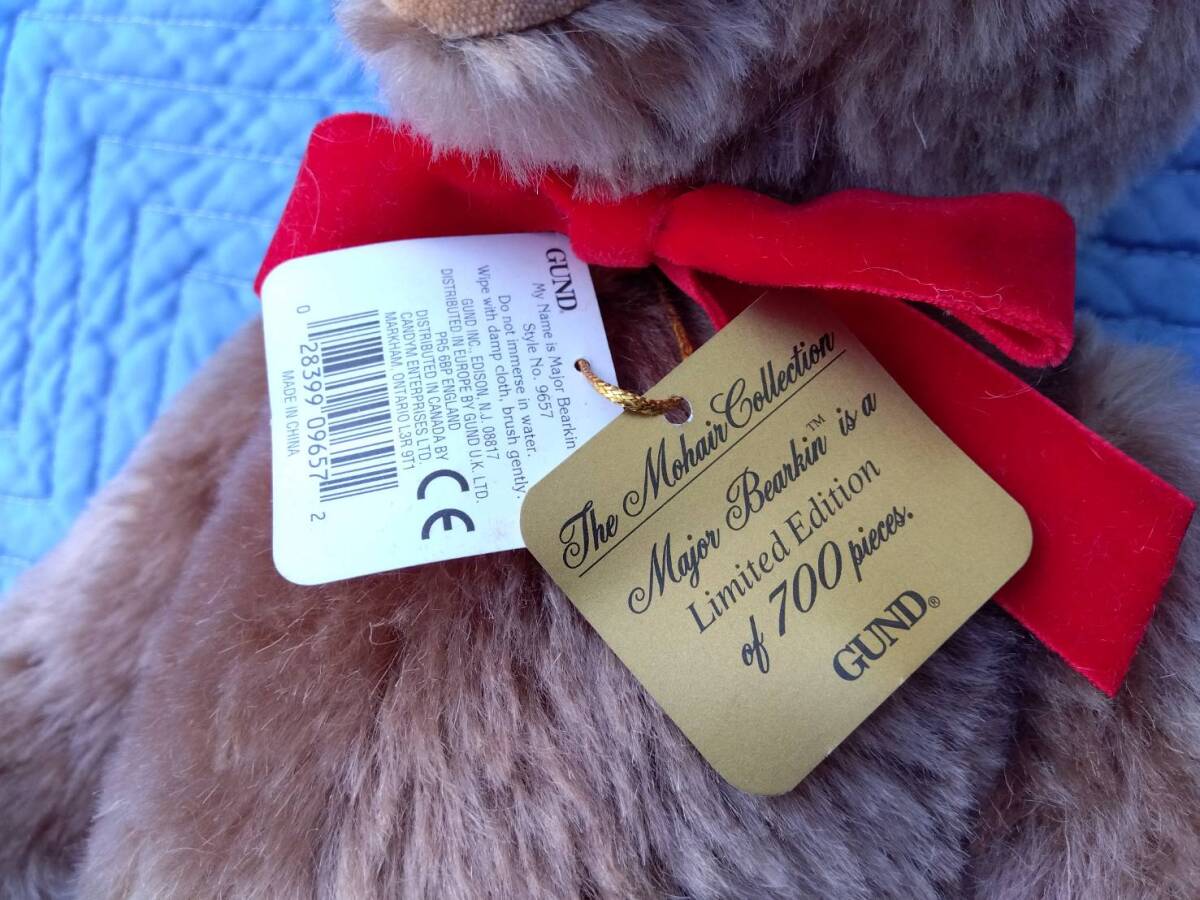 GUND.
My Name is Major Bearkin
Style No. 9657
Do not immerse in water.
Wipe with damp cloth, brush gently.
GUND INC., EDISON, N.J. 08817
DISTRIBUTED IN EUROPE BY GUND U.K. LTD.
PR5 6BP ENGLAND
DISTRIBUTED IN CANADA BY
CANDYM ENTERPRISES LTD.
MARKHAM, ONTARIO L3R 9T1
CE
0 28399 09657 2
MADE IN CHINA
The Mohair Collection
Major Bearkin™ is a
Limited Edition
of 700 pieces.
GUND®